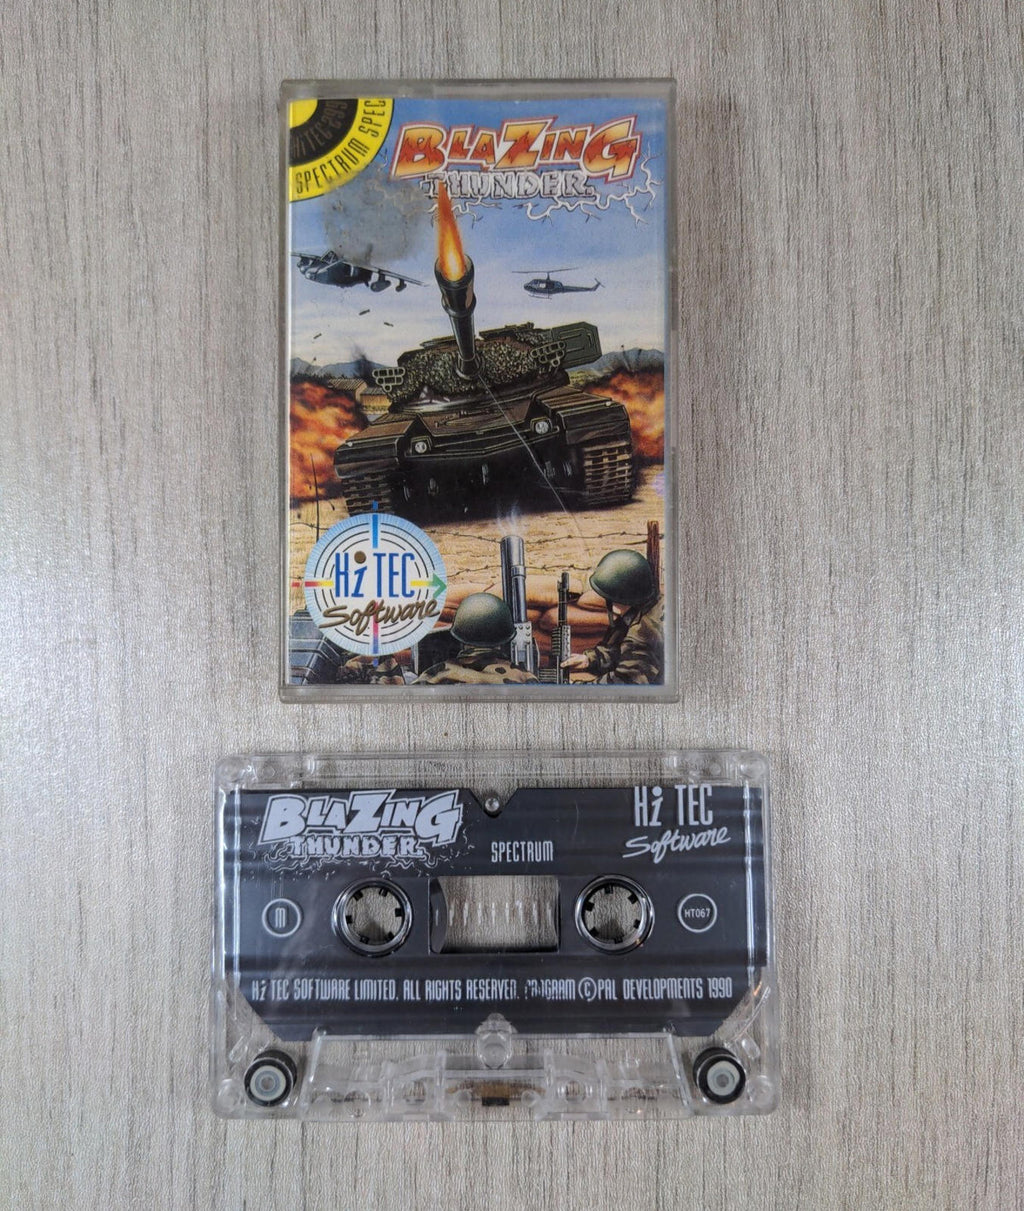 HiTEC 299
SPECTRUM SPEC
BLAZING
THUNDER
Hi TEC
Software
BLAZING
THUNDER
SPECTRUM
Hi TEC
Software
HT067
Hi TEC SOFTWARE LIMITED. ALL RIGHTS RESERVED. PROGRAM © PAL DEVELOPMENTS 1990